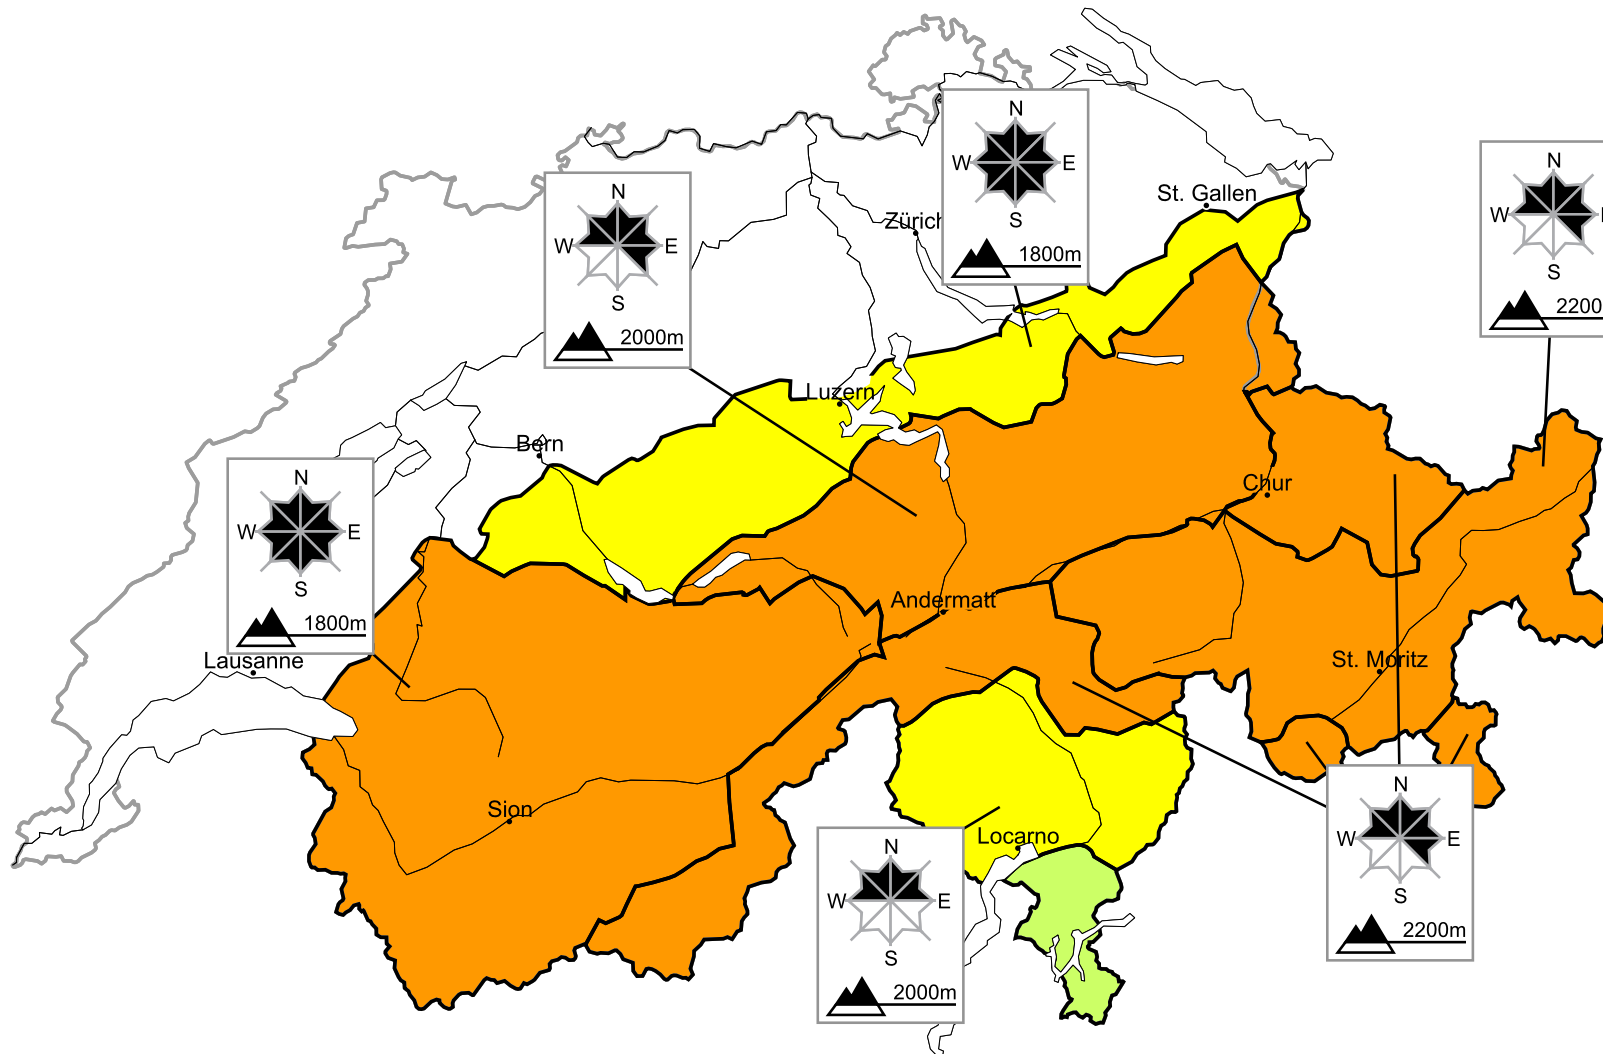 N
W E
S
1800m
St. Gallen
N
W
S
2200
N
W E
S
2000m
Zürich
Luzern
Bern
Chur
N
W E
S
1800m
Andermatt
Lausanne
St. Moritz
Sion
Locarno
N
W E
S
2000m
N
W E
S
2200m